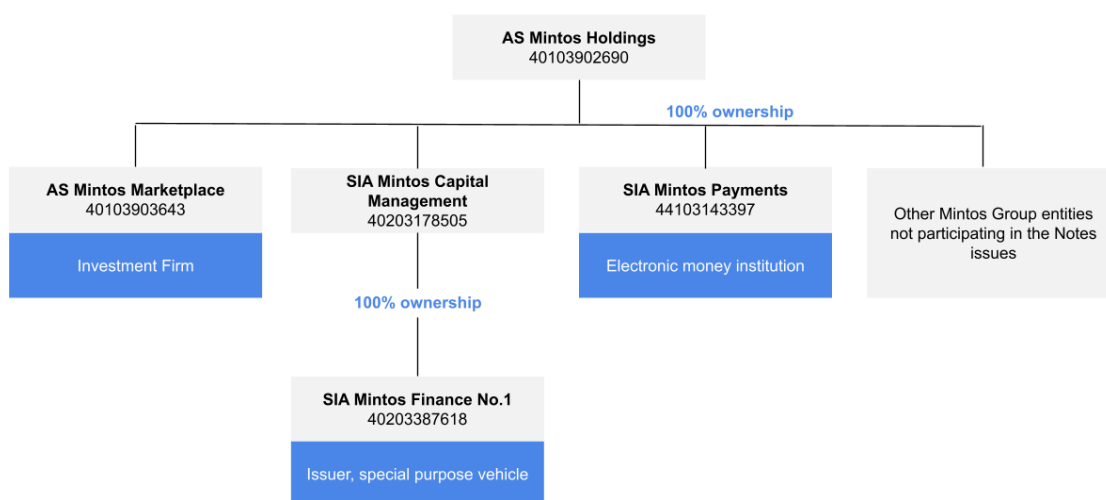 AS Mintos Holdings
40103902690
100% ownership
AS Mintos Marketplace
40103903643
Investment Firm
SIA Mintos Capital
Management
40203178505
SIA Mintos Payments
44103143397
Electronic money institution
Other Mintos Group entities
not participating in the Notes
issues
100% ownership
SIA Mintos Finance No.1
40203387618
Issuer, special purpose vehicle